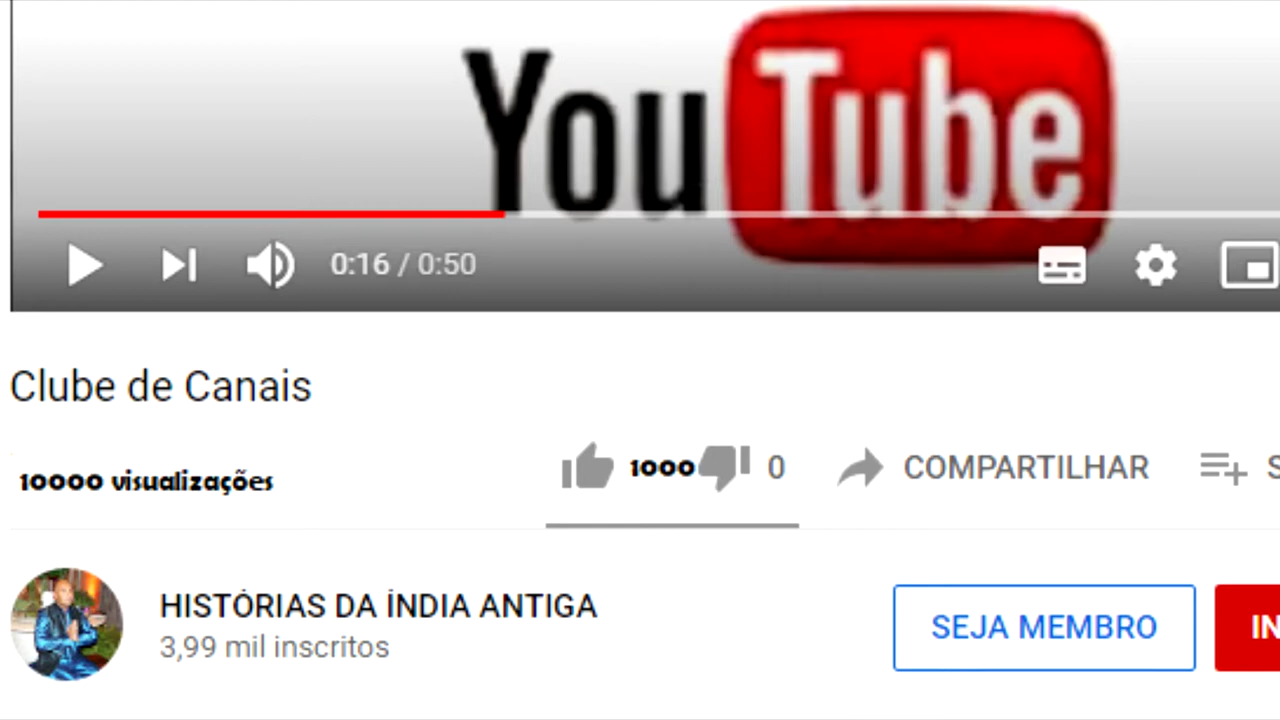 YouTube
0:16 / 0:50
Clube de Canais
10000 visualizações
1000 0 COMPARTILHAR S
HISTÓRIAS DA ÍNDIA ANTIGA
3,99 mil inscritos
SEJA MEMBRO IN